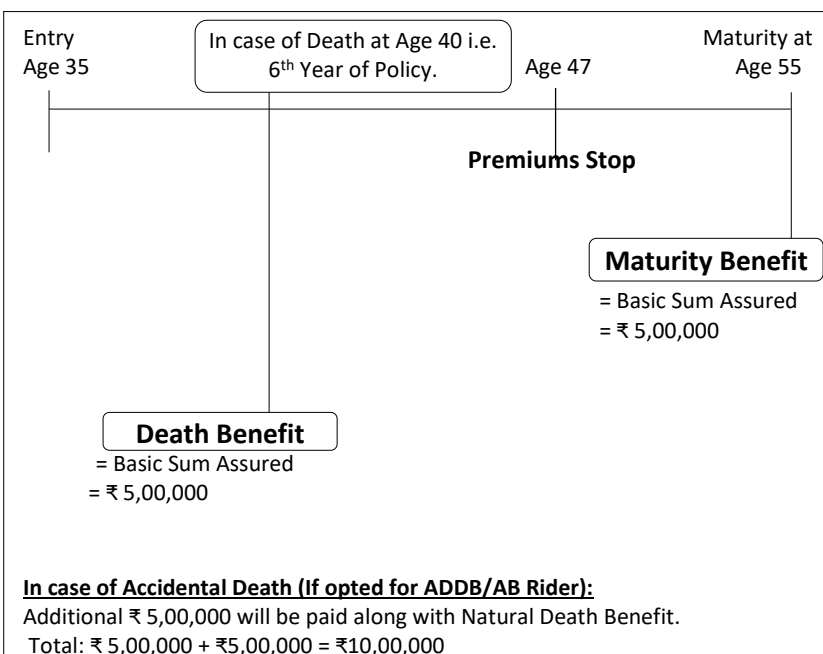 Entry
Age 35
In case of Death at Age 40 i.e.
6th Year of Policy.
Age 47
Maturity at
Age 55
Premiums Stop
Maturity Benefit
= Basic Sum Assured
= ₹ 5,00,000
Death Benefit
= Basic Sum Assured
= ₹ 5,00,000
In case of Accidental Death (If opted for ADDB/AB Rider):
Additional ₹ 5,00,000 will be paid along with Natural Death Benefit.
Total: ₹ 5,00,000 + ₹5,00,000 = ₹10,00,000